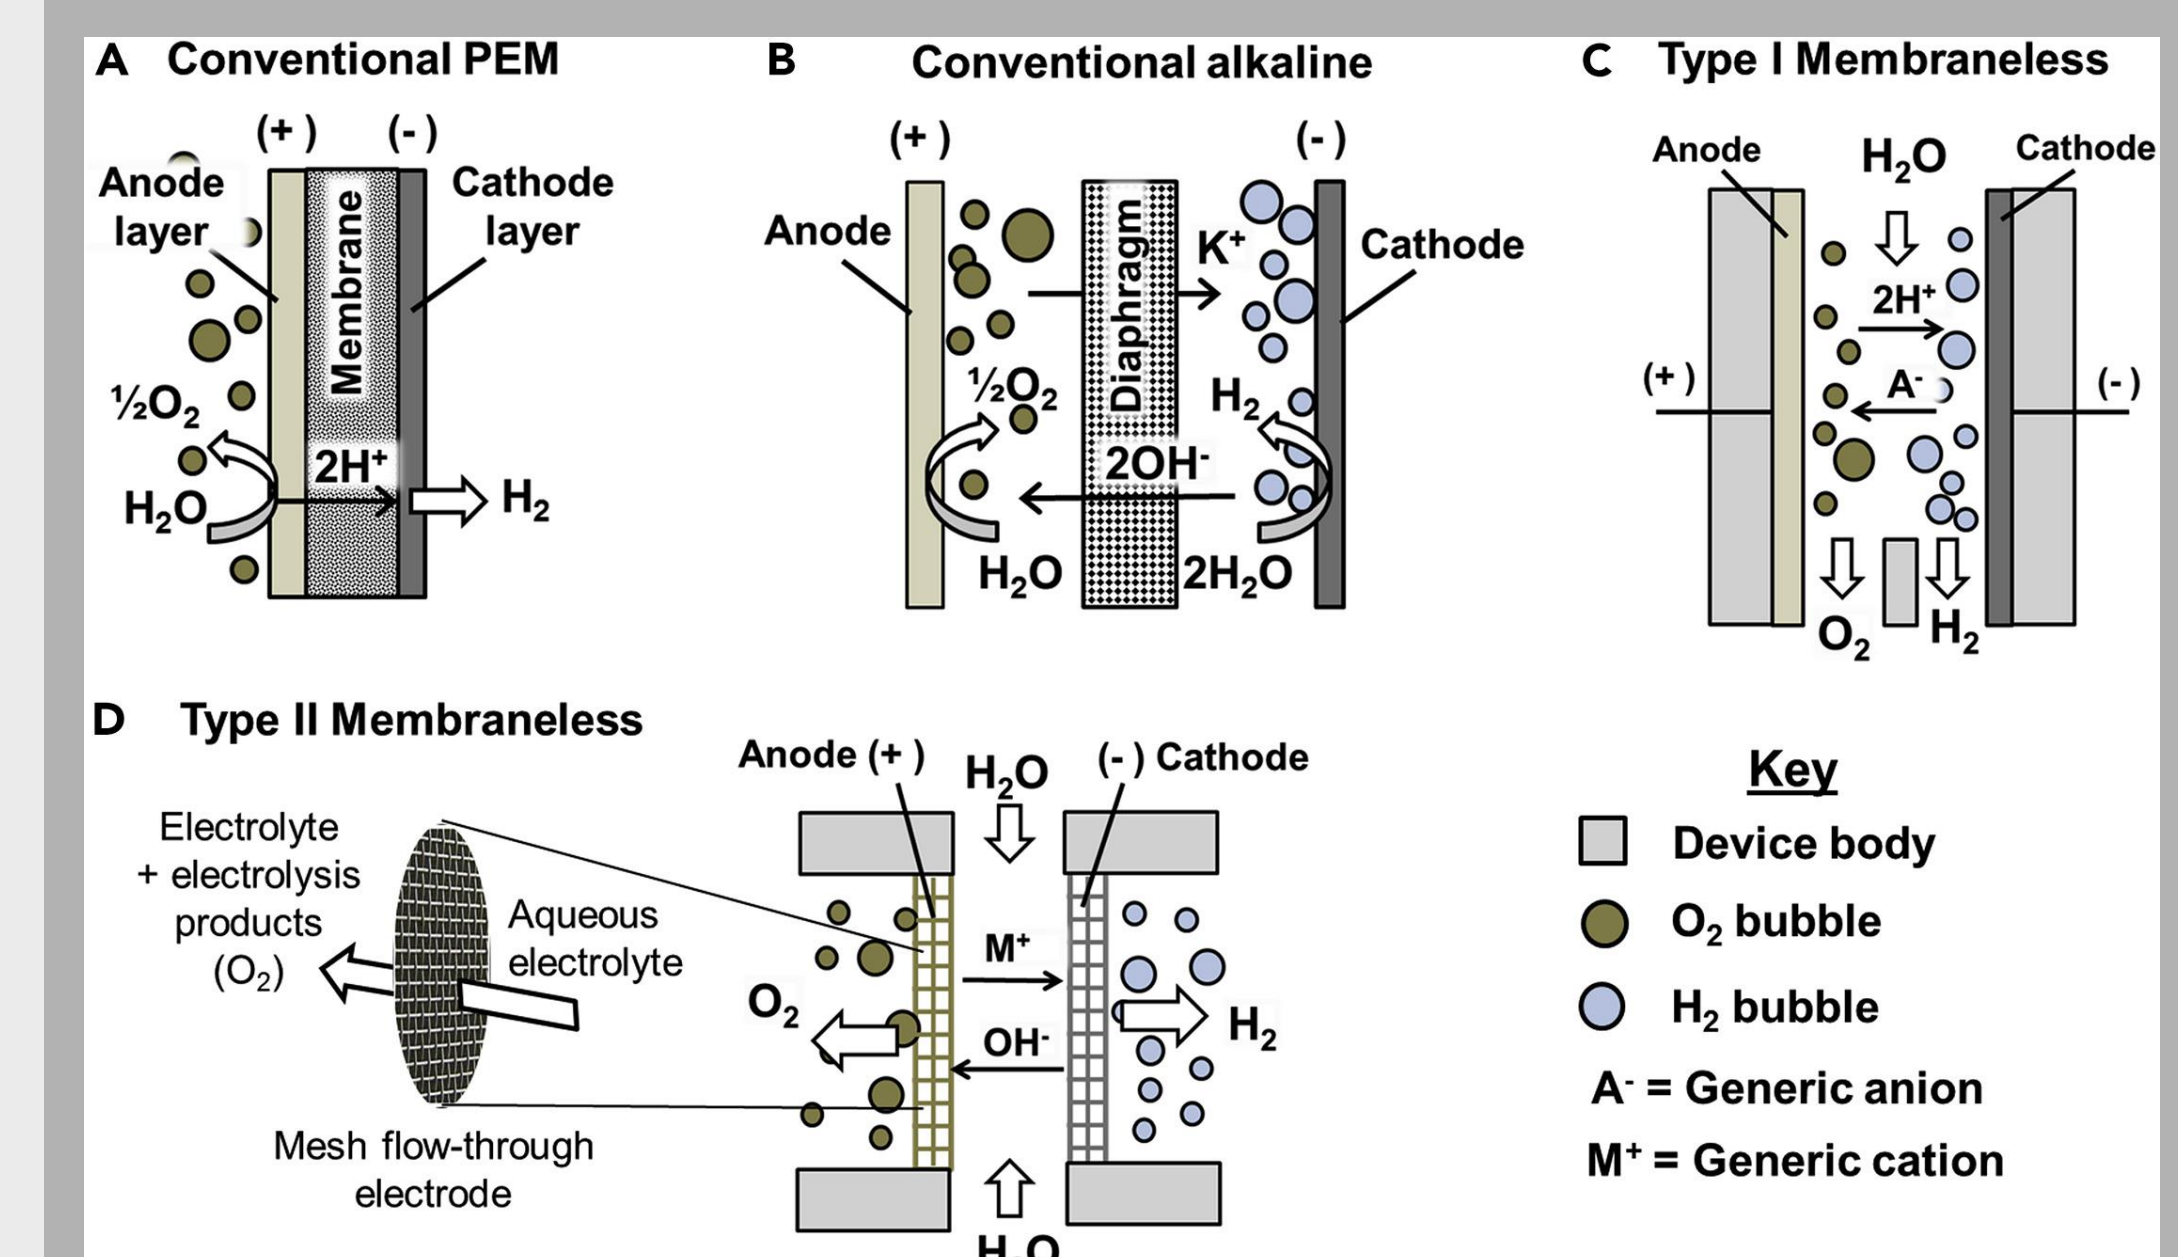 A Conventional PEM
(+) (-)
Anode
layer
Cathode
layer
Membrane
½O₂
2H⁺
H₂O
H₂
B Conventional alkaline
(+) (-)
Anode
Diaphragm
K⁺
Cathode
½O₂
H₂
2OH⁻
H₂O
2H₂O
C Type I Membraneless
Anode
H₂O
Cathode
2H⁺
(+)
A⁻
(-)
O₂
H₂
D Type II Membraneless
Anode (+)
H₂O
(-) Cathode
Electrolyte
+ electrolysis
products
(O₂)
Aqueous
electrolyte
Mesh flow-through
electrode
M⁺
O₂
OH⁻
H₂
H₂O
Key
Device body
O₂ bubble
H₂ bubble
A⁻ = Generic anion
M⁺ = Generic cation